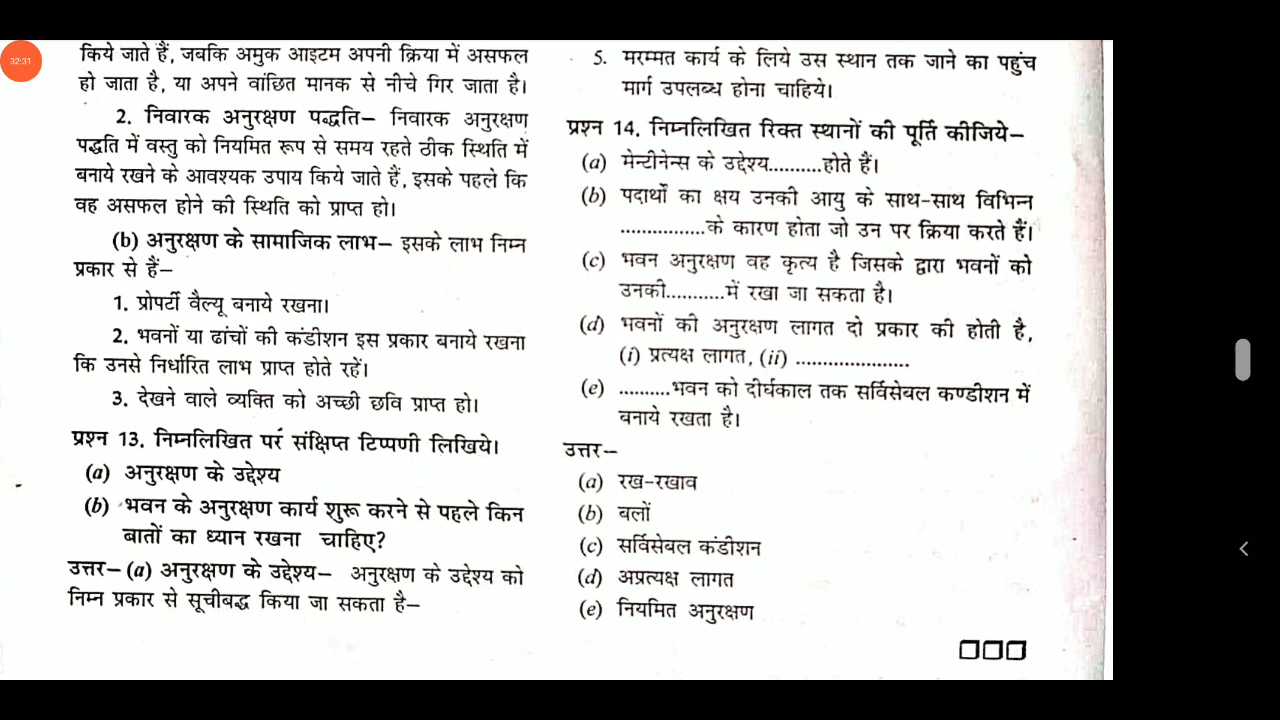 32:31
किये जाते हैं, जबकि अमुक आइटम अपनी क्रिया में असफल
हो जाता है, या अपने वांछित मानक से नीचे गिर जाता है।
2. निवारक अनुरक्षण पद्धति– निवारक अनुरक्षण
पद्धति में वस्तु को नियमित रूप से समय रहते ठीक स्थिति में
बनाये रखने के आवश्यक उपाय किये जाते हैं, इसके पहले कि
वह असफल होने की स्थिति को प्राप्त हो।
(b) अनुरक्षण के सामाजिक लाभ– इसके लाभ निम्न
प्रकार से हैं–
1. प्रोपर्टी वैल्यू बनाये रखना।
2. भवनों या ढांचों की कंडीशन इस प्रकार बनाये रखना
कि उनसे निर्धारित लाभ प्राप्त होते रहें।
3. देखने वाले व्यक्ति को अच्छी छवि प्राप्त हो।
प्रश्न 13. निम्नलिखित पर संक्षिप्त टिप्पणी लिखिये।
(a) अनुरक्षण के उद्देश्य
(b) भवन के अनुरक्षण कार्य शुरू करने से पहले किन
बातों का ध्यान रखना चाहिए?
उत्तर– (a) अनुरक्षण के उद्देश्य– अनुरक्षण के उद्देश्य को
निम्न प्रकार से सूचीबद्ध किया जा सकता है–
5. मरम्मत कार्य के लिये उस स्थान तक जाने का पहुंच
मार्ग उपलब्ध होना चाहिये।
प्रश्न 14. निम्नलिखित रिक्त स्थानों की पूर्ति कीजिये–
(a) मेन्टीनेन्स के उद्देश्य..........होते हैं।
(b) पदार्थों का क्षय उनकी आयु के साथ-साथ विभिन्न
................के कारण होता जो उन पर क्रिया करते हैं।
(c) भवन अनुरक्षण वह कृत्य है जिसके द्वारा भवनों को
उनकी...........में रखा जा सकता है।
(d) भवनों की अनुरक्षण लागत दो प्रकार की होती है,
(i) प्रत्यक्ष लागत, (ii) .....................
(e) ..........भवन को दीर्घकाल तक सर्विसेबल कण्डीशन में
बनाये रखता है।
उत्तर–
(a) रख-रखाव
(b) बलों
(c) सर्विसेबल कंडीशन
(d) अप्रत्यक्ष लागत
(e) नियमित अनुरक्षण